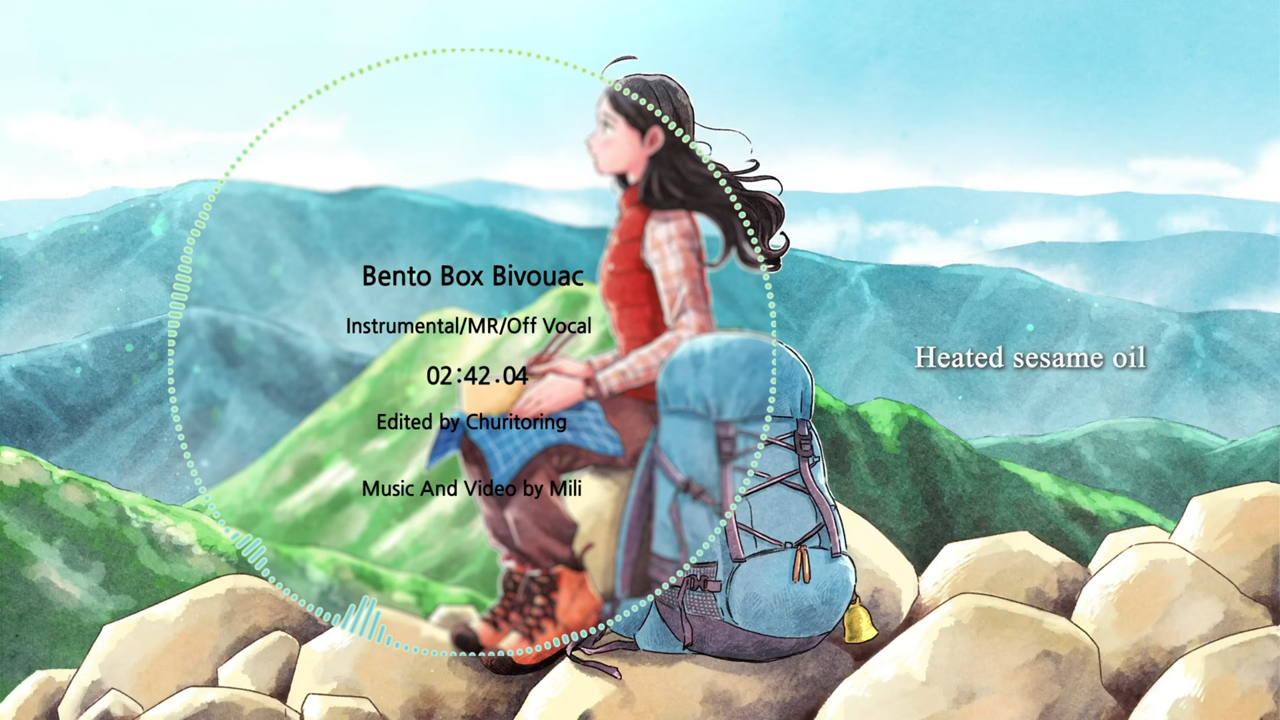 Bento Box Bivouac
Instrumental/MR/Off Vocal
02:42.04
Edited by Churitoring
Music And Video by Mili
Heated sesame oil